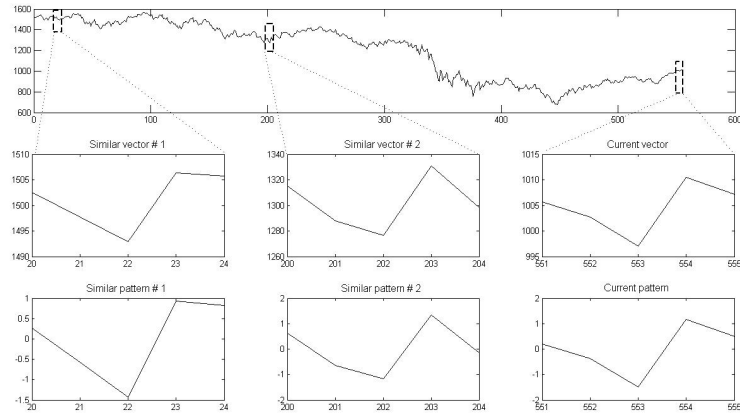 1600
1400
1200
1000
800
600
0 100 200 300 400 500 600
Similar vector # 1
1510
1505
1500
1495
1490
20 21 22 23 24
Similar vector # 2
1340
1320
1300
1280
1260
200 201 202 203 204
Current vector
1015
1010
1005
1000
995
551 552 553 554 555
Similar pattern # 1
1
0.5
0
-0.5
-1
-1.5
20 21 22 23 24
Similar pattern # 2
2
1
0
-1
-2
200 201 202 203 204
Current pattern
2
1
0
-1
-2
551 552 553 554 555